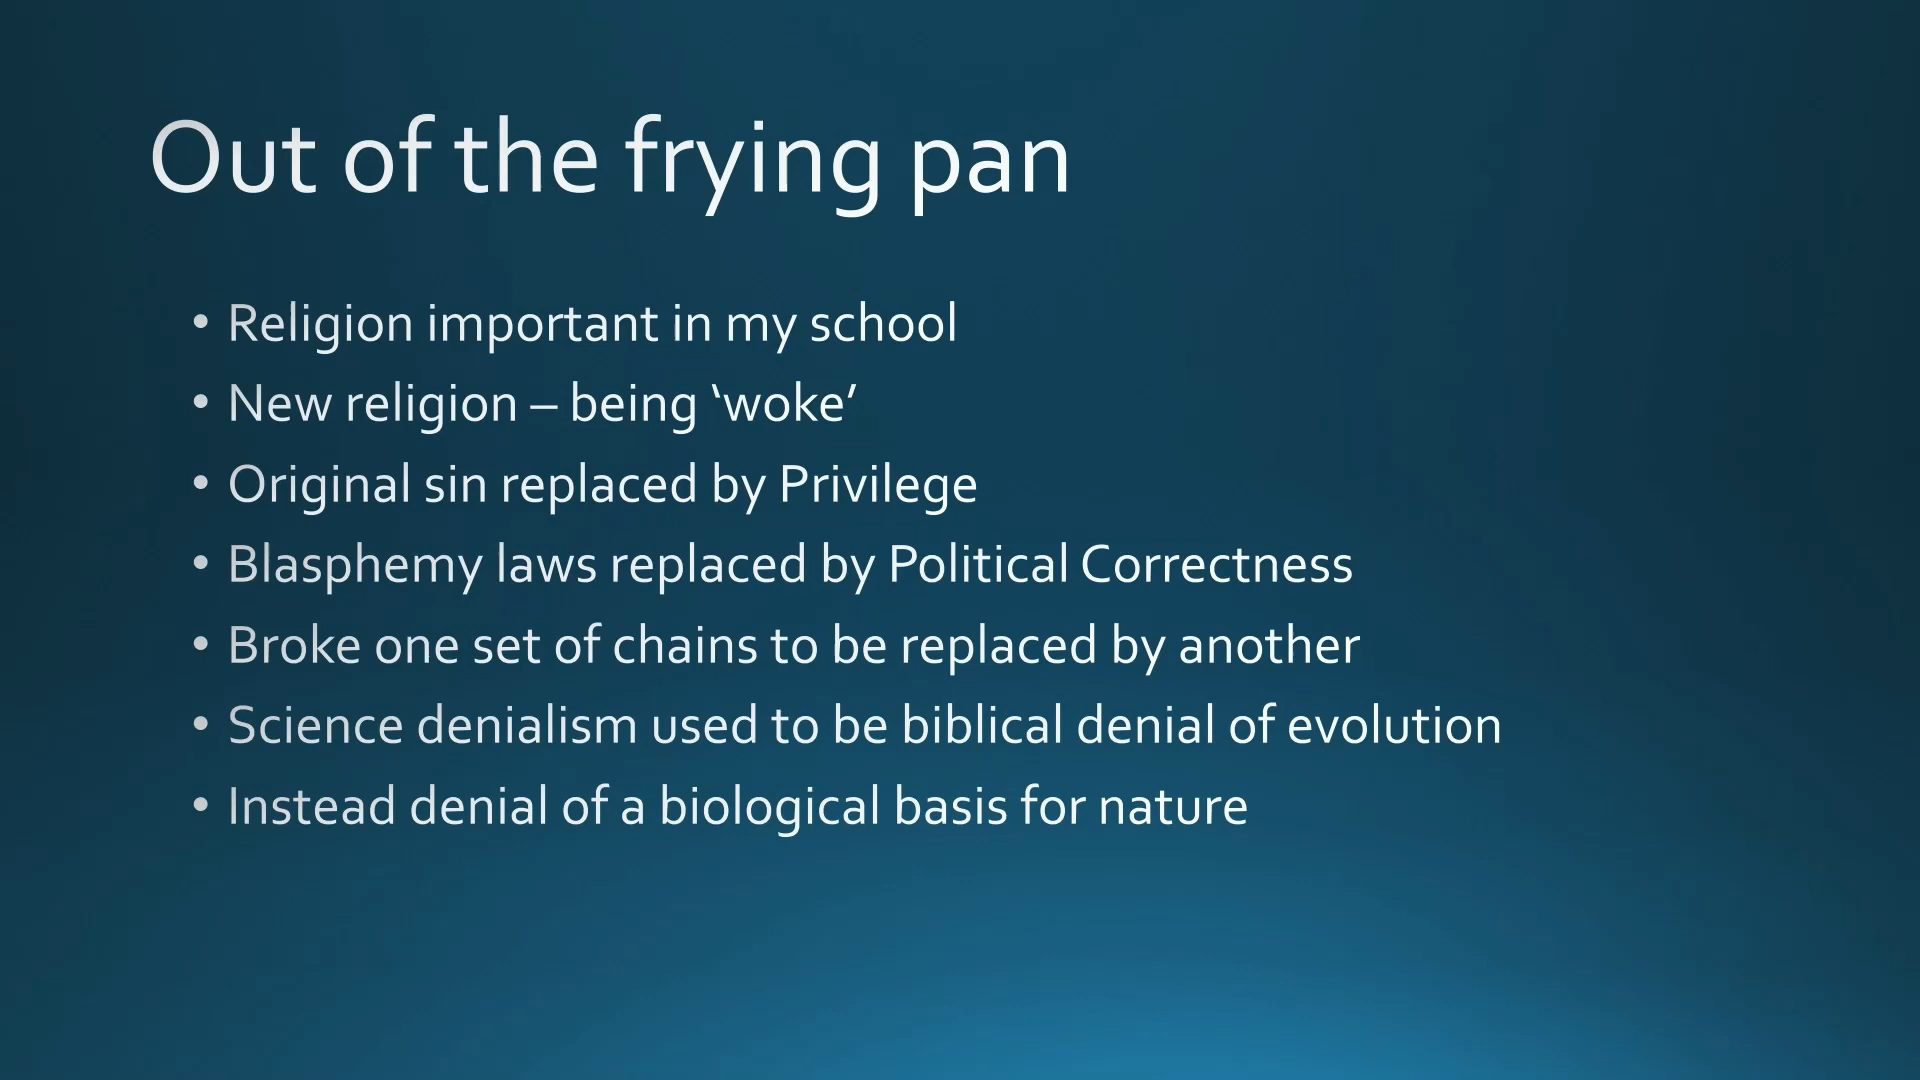 Out of the frying pan
• Religion important in my school
• New religion – being ‘woke’
• Original sin replaced by Privilege
• Blasphemy laws replaced by Political Correctness
• Broke one set of chains to be replaced by another
• Science denialism used to be biblical denial of evolution
• Instead denial of a biological basis for nature